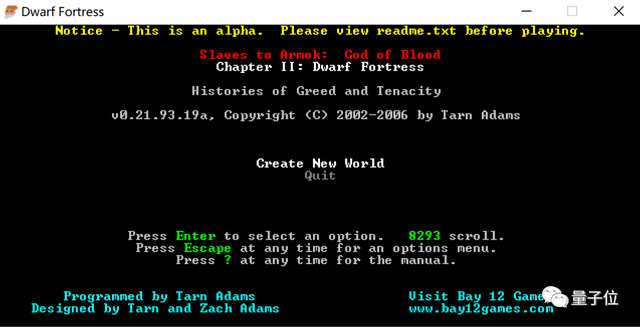 Dwarf Fortress
Notice - This is an alpha.  Please view readme.txt before playing.
Slaves to Armok:  God of Blood
Chapter II: Dwarf Fortress
Histories of Greed and Tenacity
v0.21.93.19a, Copyright (C) 2002-2006 by Tarn Adams
Create New World
Quit
Press Enter to select an option.   8293 scroll.
Press Escape at any time for an options menu.
Press ? at any time for the manual.
Programmed by Tarn Adams
Designed by Tarn and Zach Adams
Visit Bay 12 Game
www.bay12games.com
量子位